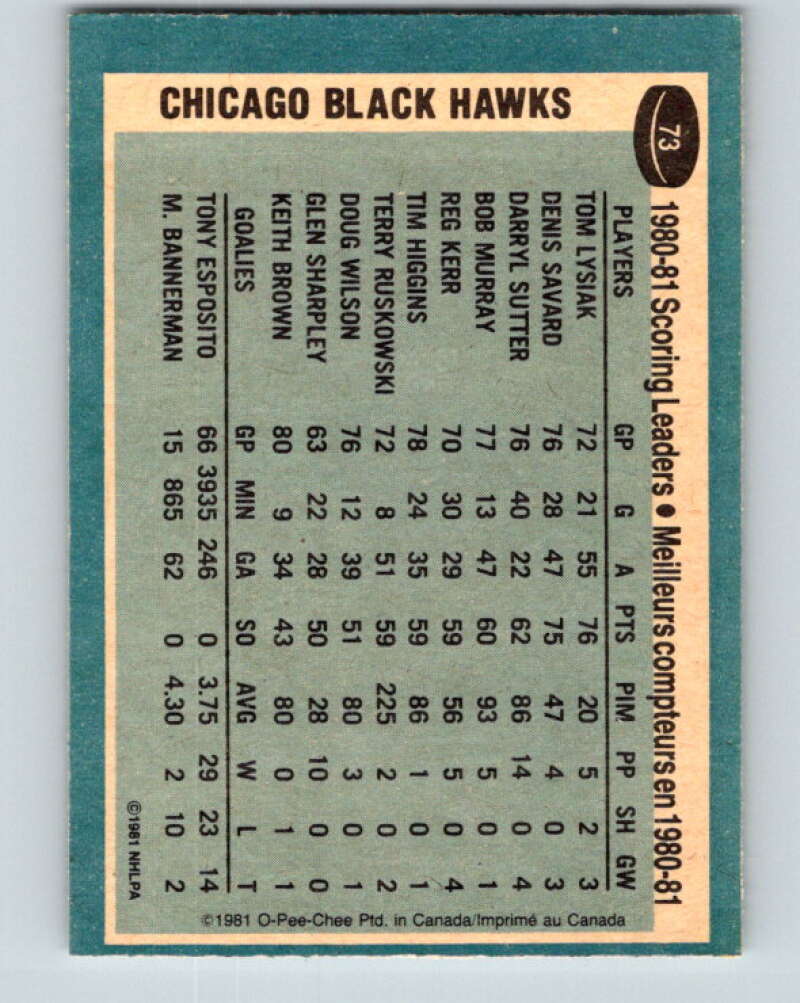 CHICAGO BLACK HAWKS
73
1980-81 Scoring Leaders • Meilleurs compteurs en 1980-81
PLAYERS GP G A PTS PIM PP SH GW
TOM LYSIAK 72 21 55 76 20 5 2 3
DENIS SAVARD 76 28 47 75 47 4 0 3
DARRYL SUTTER 76 40 22 62 86 14 0 4
BOB MURRAY 77 13 47 60 93 5 0 1
REG KERR 70 30 29 59 56 5 0 4
TIM HIGGINS 78 24 35 59 86 1 0 1
TERRY RUSKOWSKI 72 8 51 59 225 2 0 2
DOUG WILSON 76 12 39 51 80 3 0 1
GLEN SHARPLEY 63 22 28 50 28 10 0 0
KEITH BROWN 80 9 34 43 80 0 1 1
GOALIES GP MIN GA SO AVG W L T
TONY ESPOSITO 66 3935 246 0 3.75 29 23 14
M. BANNERMAN 15 865 62 0 4.30 2 10 2
©1981 NHLPA
©1981 O-Pee-Chee Ptd. in Canada/Imprimé au Canada